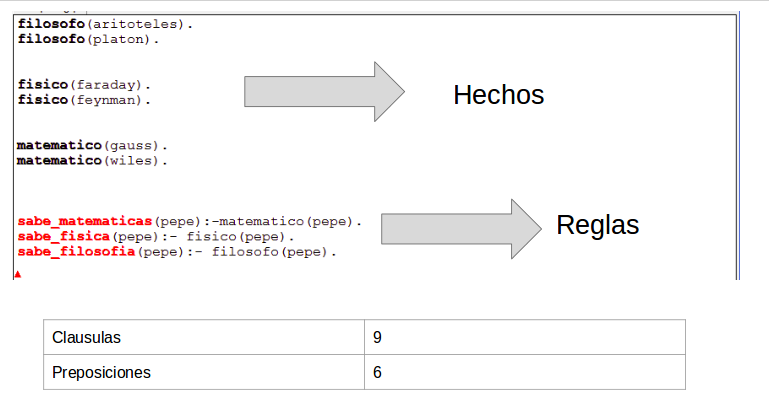 filosofo(aritoteles).
filosofo(platon).
fisico(faraday).
fisico(feynman).
Hechos
matematico(gauss).
matematico(wiles).
sabe_matematicas(pepe):-matematico(pepe).
sabe_fisica(pepe):- fisico(pepe).
sabe_filosofia(pepe):- filosofo(pepe).
Reglas
Clausulas 9
Preposiciones 6